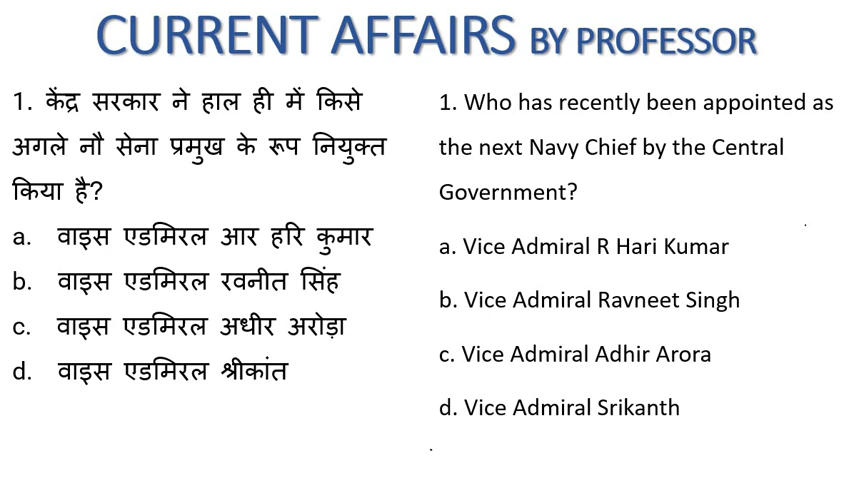 CURRENT AFFAIRS BY PROFESSOR
1. केंद्र सरकार ने हाल ही में किसे
अगले नौ सेना प्रमुख के रूप नियुक्त
किया है?
a. वाइस एडमिरल आर हरि कुमार
b. वाइस एडमिरल रवनीत सिंह
c. वाइस एडमिरल अधीर अरोड़ा
d. वाइस एडमिरल श्रीकांत
1. Who has recently been appointed as
the next Navy Chief by the Central
Government?
a. Vice Admiral R Hari Kumar
b. Vice Admiral Ravneet Singh
c. Vice Admiral Adhir Arora
d. Vice Admiral Srikanth